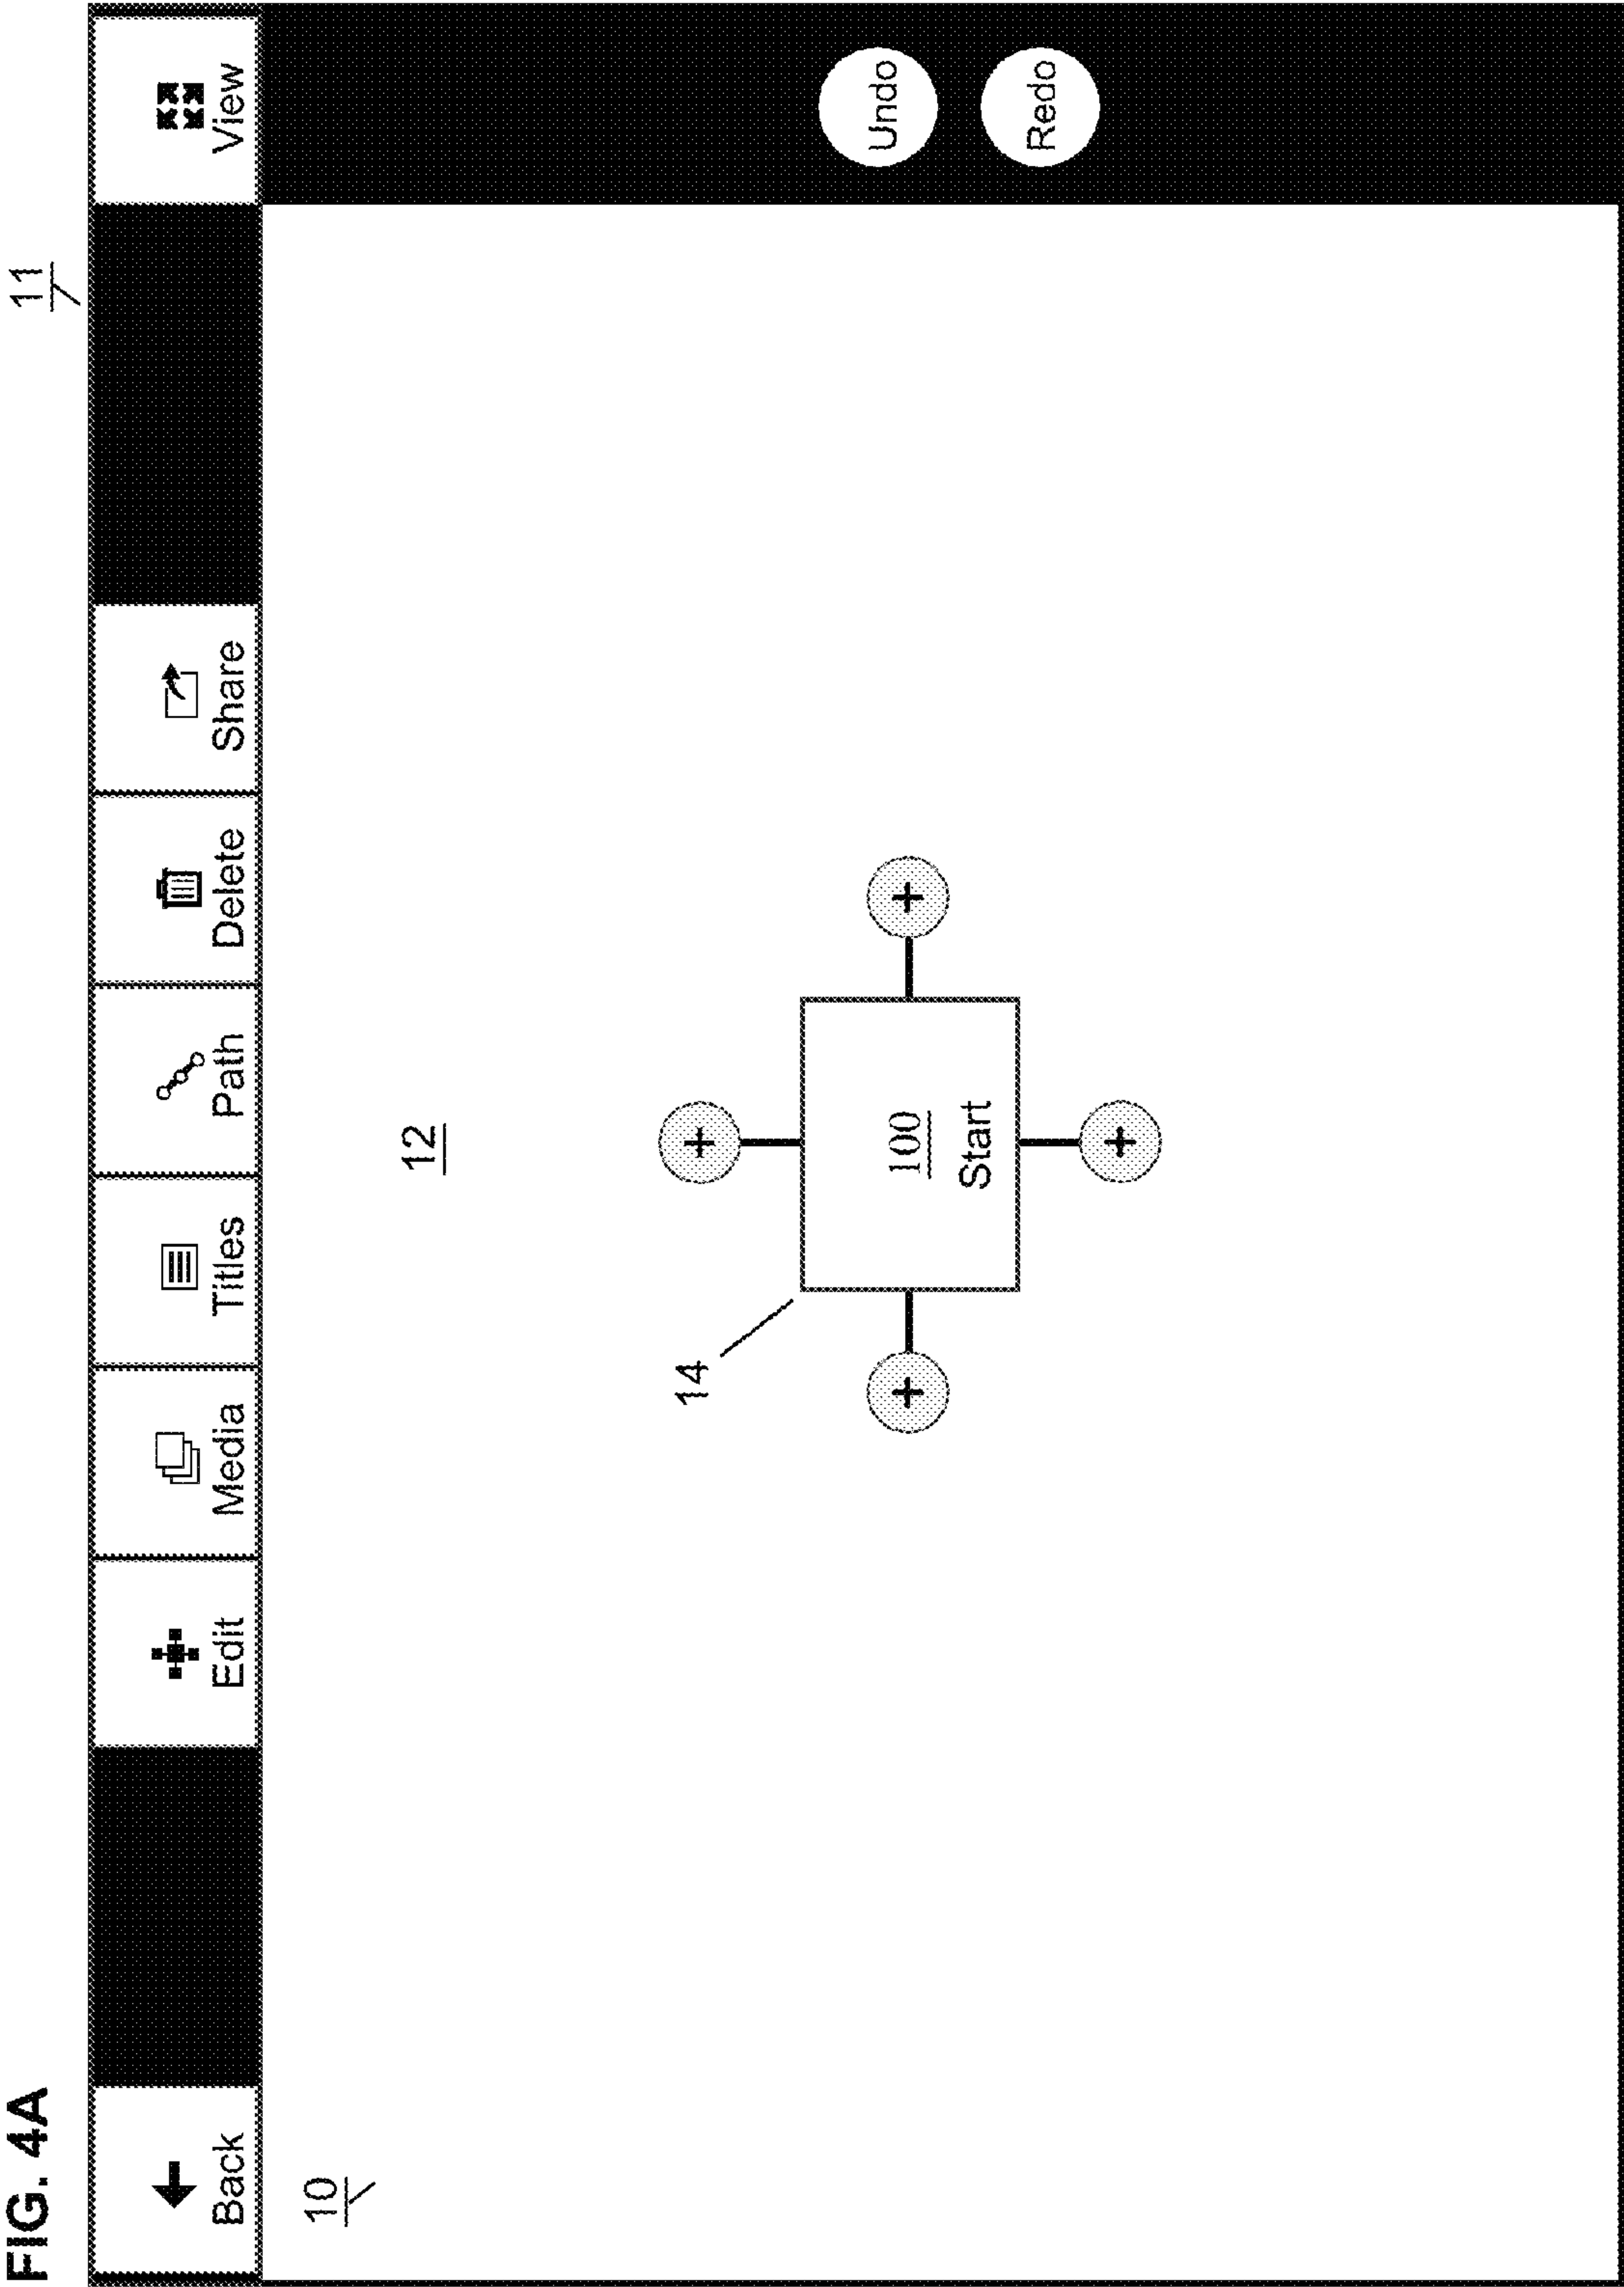 FIG. 4A
11
Back
Edit
Media
Titles
Path
Delete
Share
View
10
12
14
+
+
100
Start
+
+
Undo
Redo